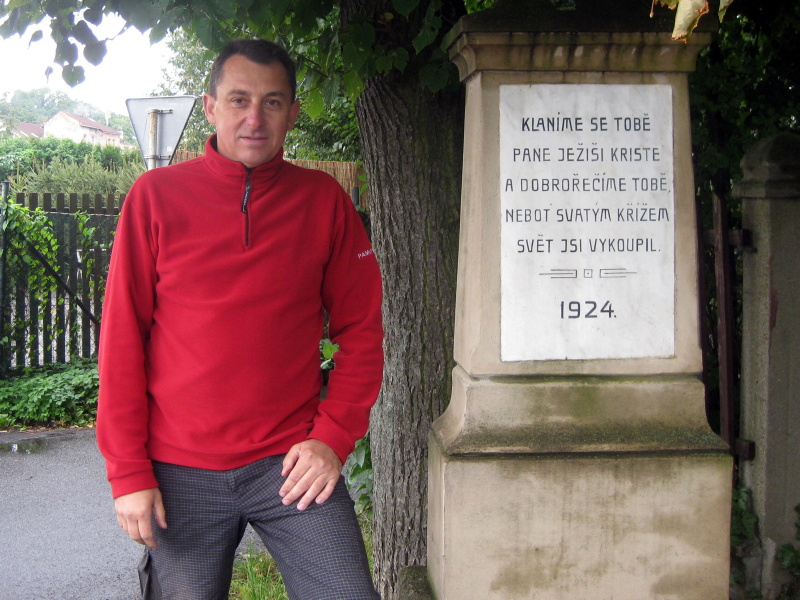 KLANÍME SE TOBĚ
PANE JEŽÍŠI KRISTE
A DOBROŘEČÍME TOBĚ,
NEBOŤ SVATÝM KŘÍŽEM
SVĚT JSI VYKOUPIL.
1924.